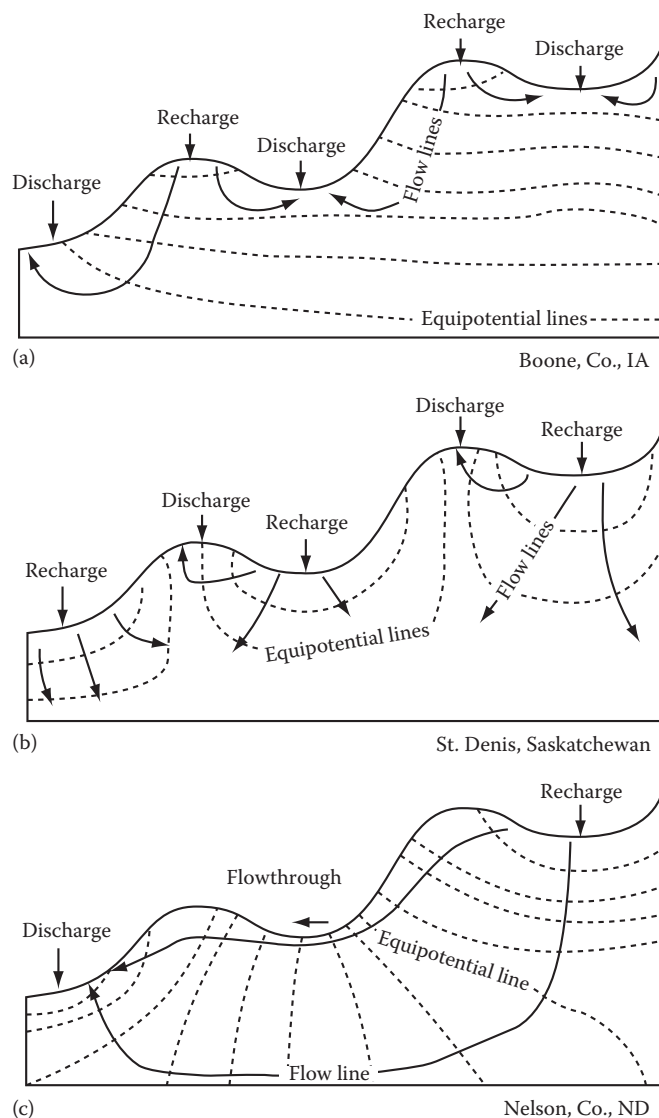 Recharge
Discharge
Recharge
Discharge
Discharge
Flow lines
Equipotential lines
(a)
Boone, Co., IA
Discharge
Recharge
Discharge
Recharge
Recharge
Flow lines
Equipotential lines
(b)
St. Denis, Saskatchewan
Recharge
Flowthrough
Discharge
Equipotential line
Flow line
(c)
Nelson, Co., ND